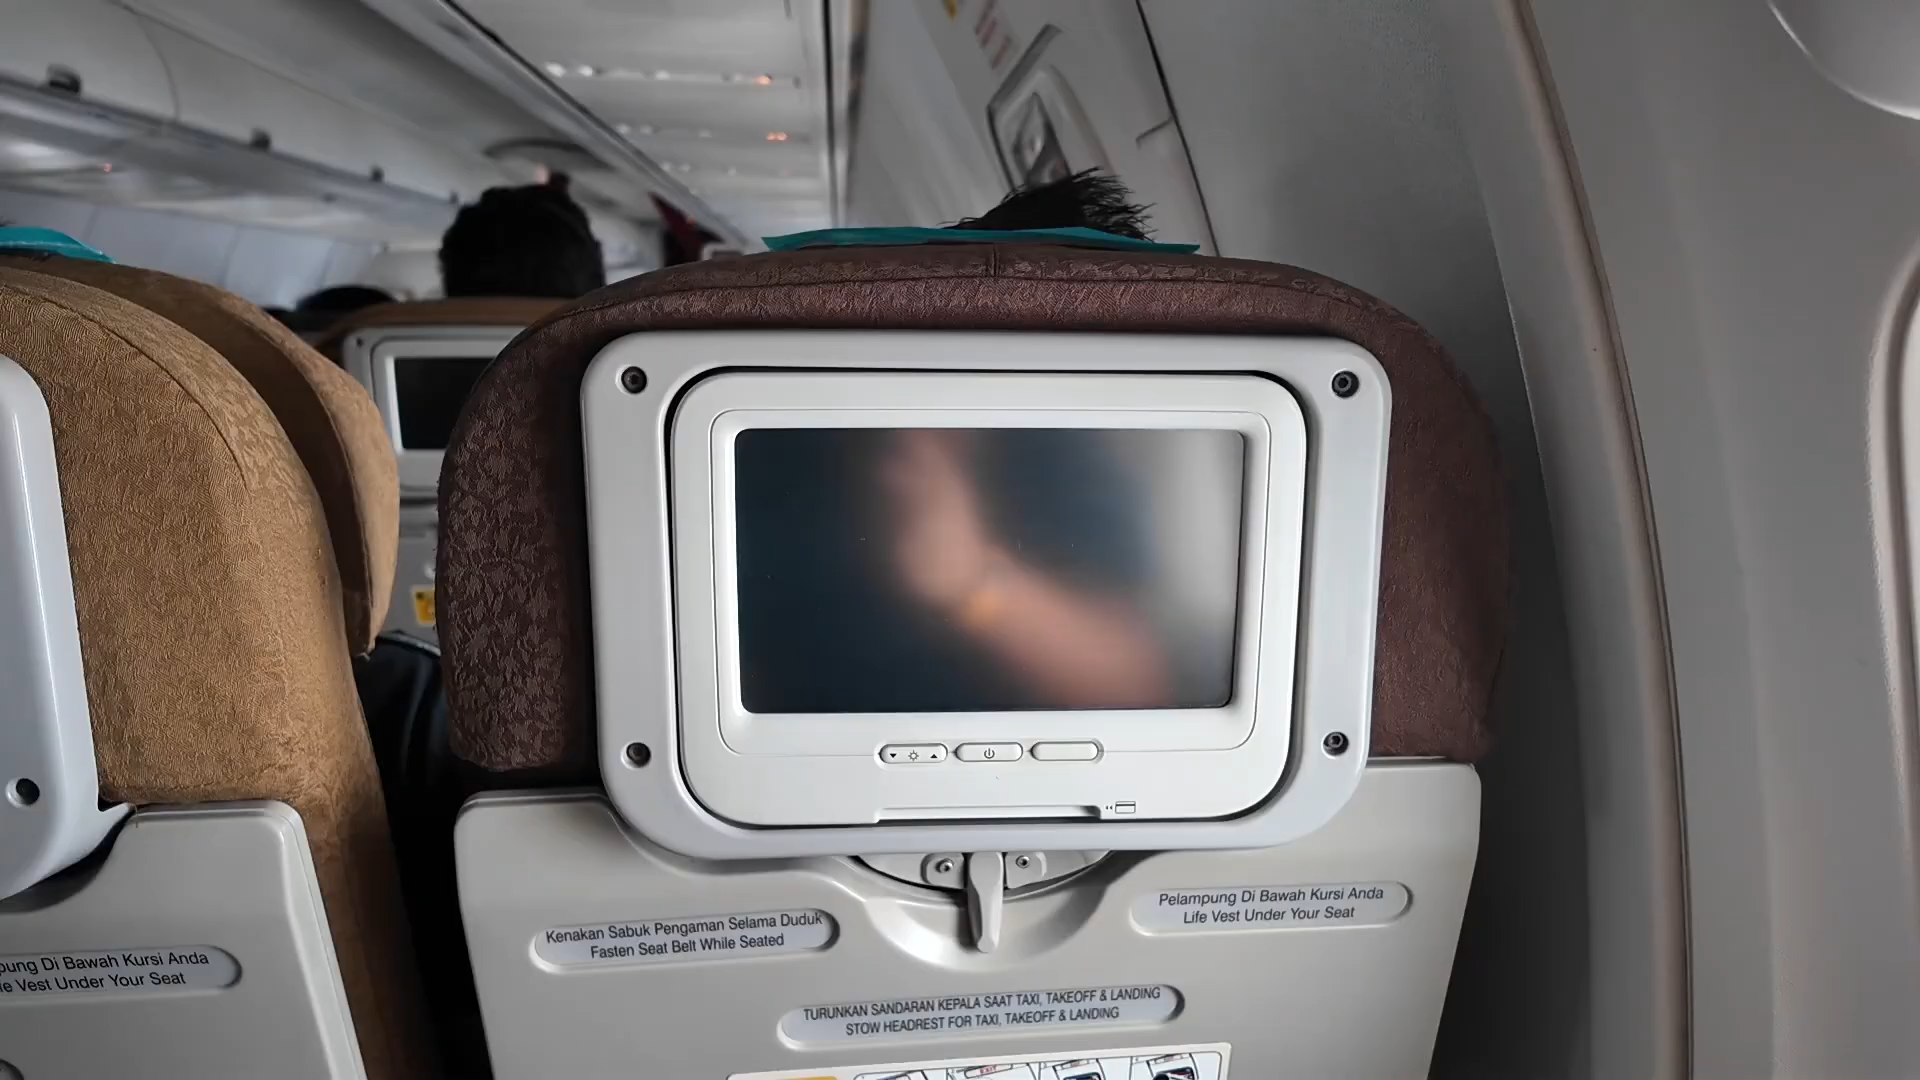 Kenakan Sabuk Pengaman Selama Duduk
Fasten Seat Belt While Seated
Pelampung Di Bawah Kursi Anda
Life Vest Under Your Seat
TURUNKAN SANDARAN KEPALA SAAT TAXI, TAKEOFF & LANDING
STOW HEADREST FOR TAXI, TAKEOFF & LANDING
Di Bawah Kursi Anda
Vest Under Your Seat
EXIT